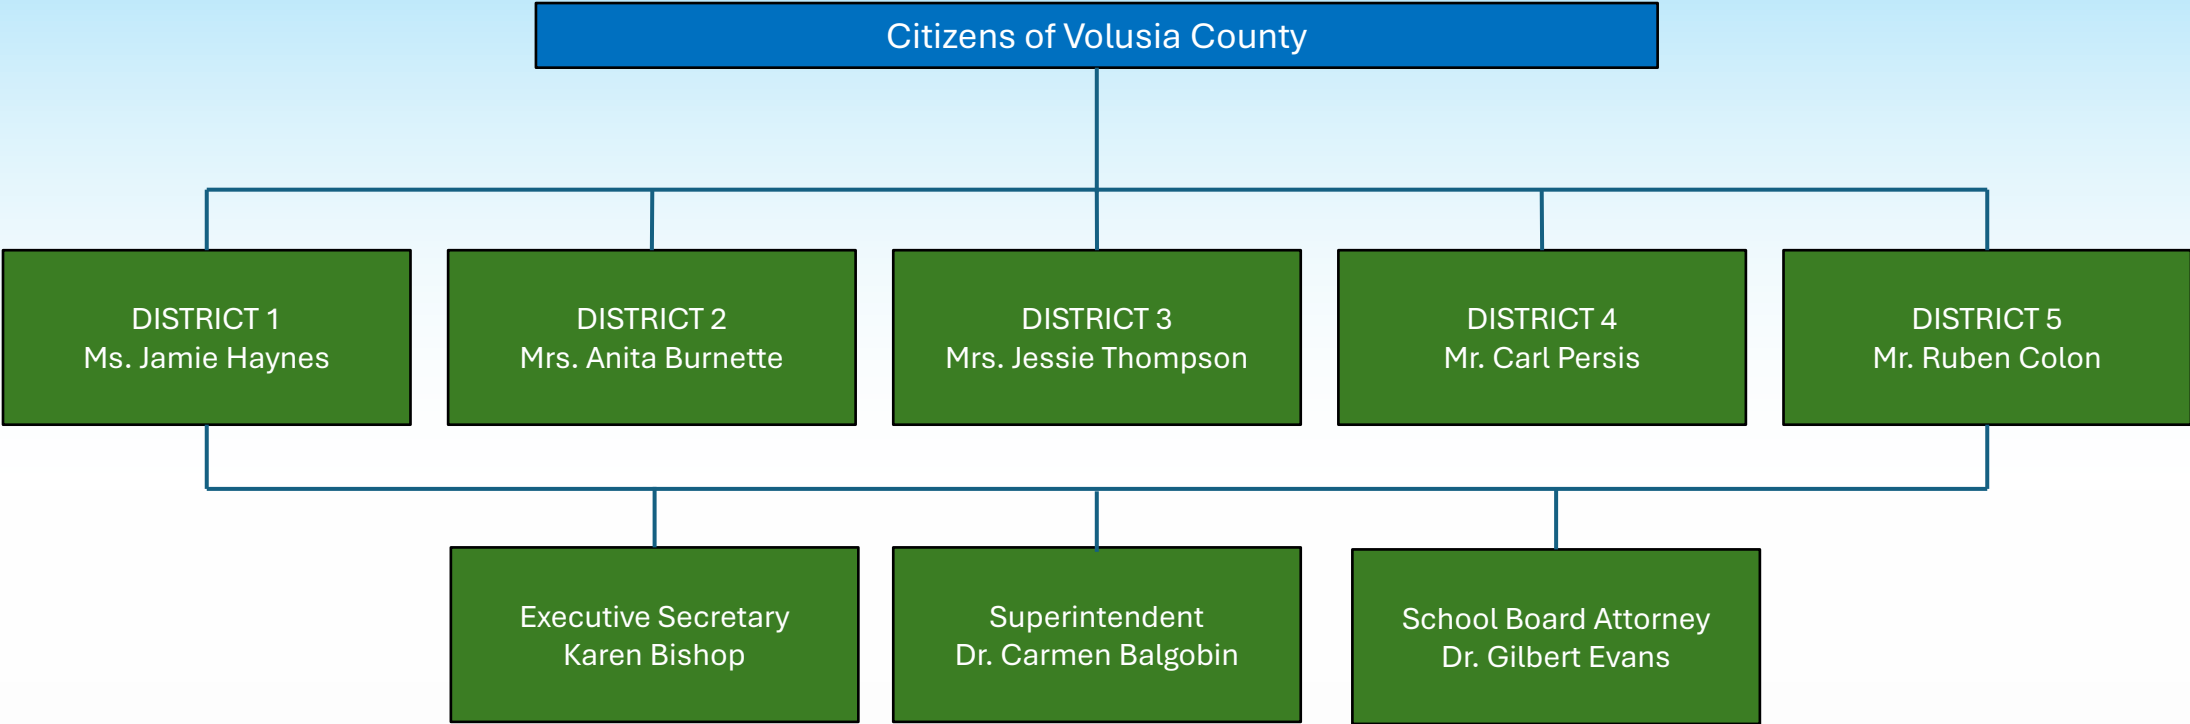 Citizens of Volusia County
DISTRICT 1
Ms. Jamie Haynes
DISTRICT 2
Mrs. Anita Burnette
DISTRICT 3
Mrs. Jessie Thompson
DISTRICT 4
Mr. Carl Persis
DISTRICT 5
Mr. Ruben Colon
Executive Secretary
Karen Bishop
Superintendent
Dr. Carmen Balgobin
School Board Attorney
Dr. Gilbert Evans